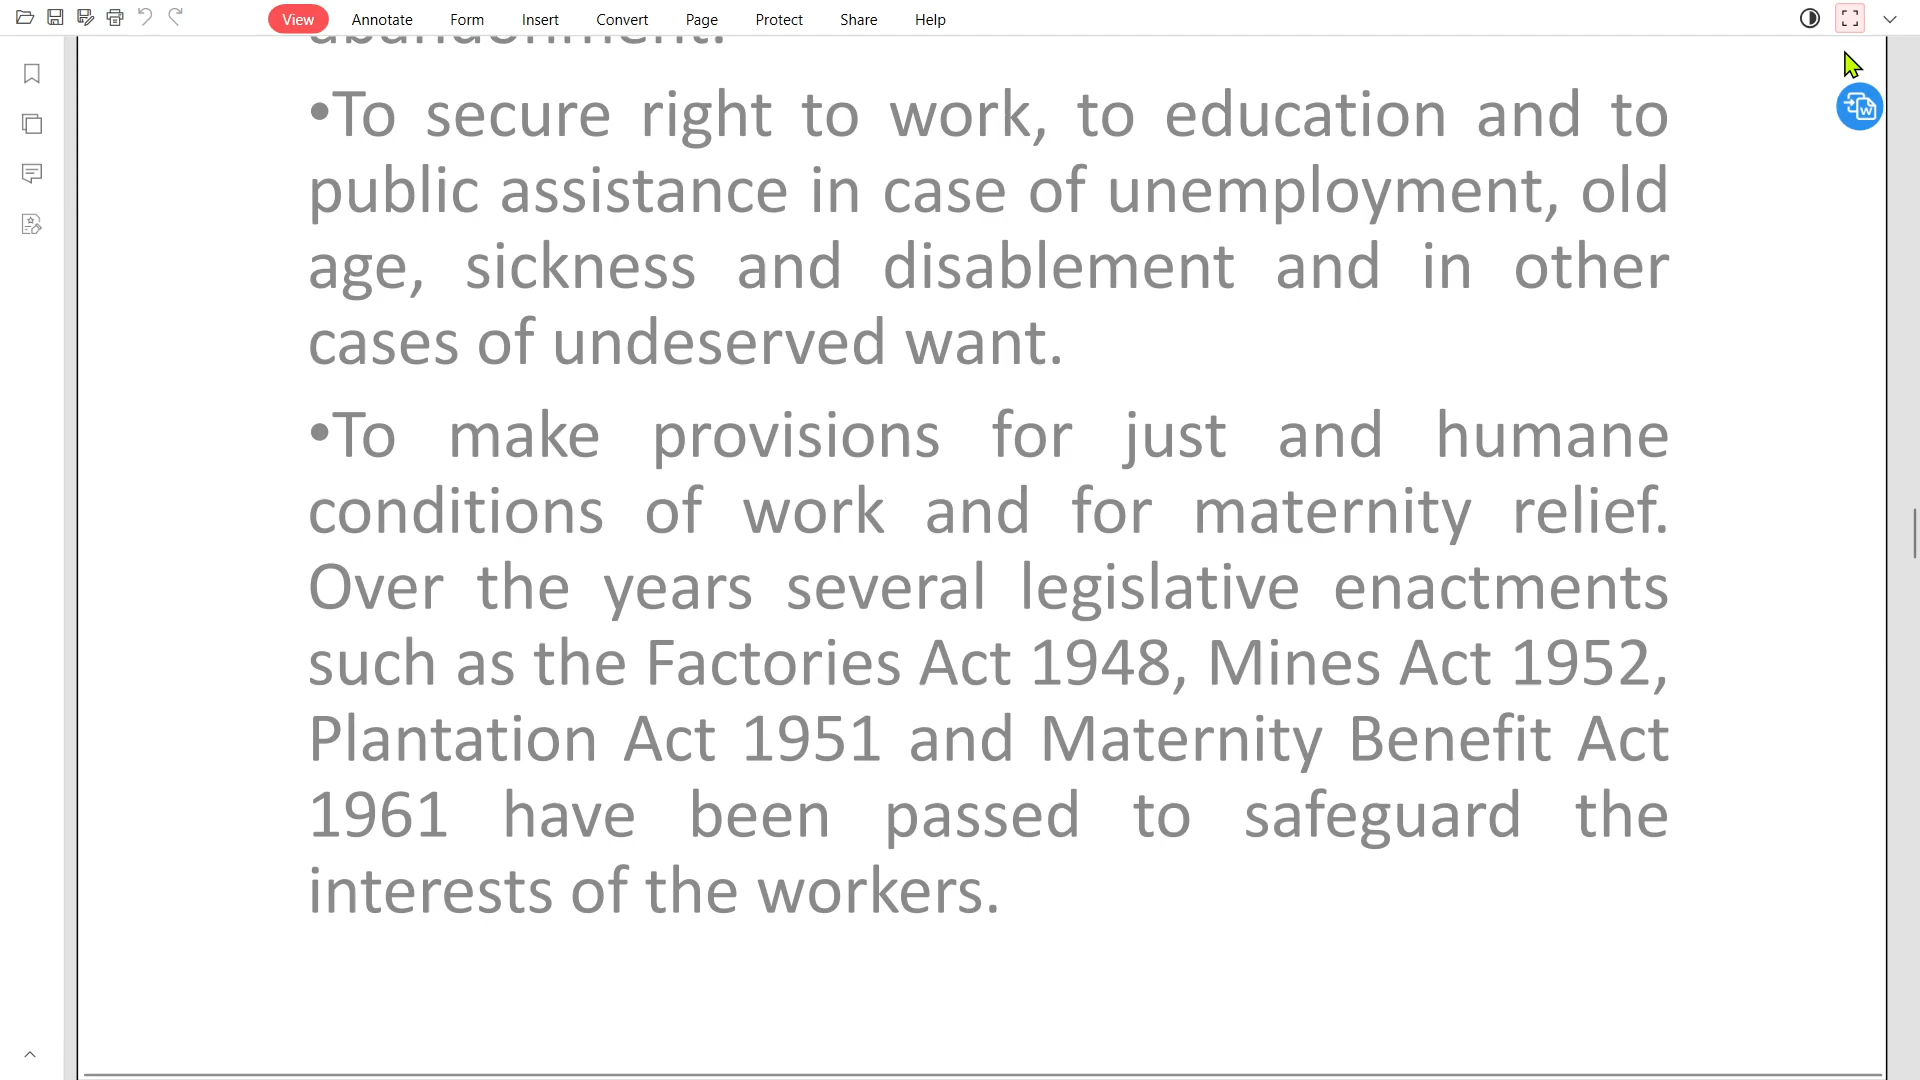 View Annotate Form Insert Convert Page Protect Share Help
abandonment.
•To secure right to work, to education and to
public assistance in case of unemployment, old
age, sickness and disablement and in other
cases of undeserved want.
•To make provisions for just and humane
conditions of work and for maternity relief.
Over the years several legislative enactments
such as the Factories Act 1948, Mines Act 1952,
Plantation Act 1951 and Maternity Benefit Act
1961 have been passed to safeguard the
interests of the workers.